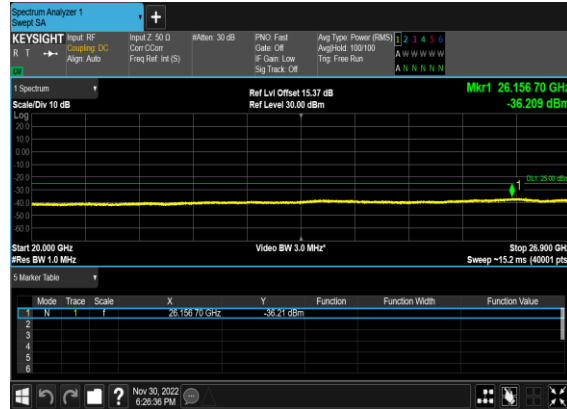 Spectrum Analyzer 1
Swept SA
+
KEYSIGHT Input: RF Input Z: 50 Ω #Atten: 30 dB PNO: Fast Avg Type: Power (RMS) 1 2 3 4 5 6
R T Coupling: DC Corr CCorr Gate: Off Avg|Hold: 100/100 A W W W W W
Align: Auto Freq Ref: Int (S) IF Gain: Low Trig: Free Run
Sig Track: Off A N N N N N
1 Spectrum
Ref Lvl Offset 15.37 dB Mkr1 26.156 70 GHz
Scale/Div 10 dB Ref Level 30.00 dBm -36.209 dBm
Log
20.0
10.0
0.00
-10.0
-20.0
DL1 -25.00 dBm
1
-30.0
-40.0
-50.0
-60.0
Start 20.000 GHz Video BW 3.0 MHz* Stop 26.900 GHz
#Res BW 1.0 MHz Sweep ~15.2 ms (40001 pts)
5 Marker Table
Mode Trace Scale X Y Function Function Width Function Value
1 N 1 f 26.156 70 GHz -36.21 dBm
2
3
4
5
6
? Nov 30, 2022
6:26:36 PM